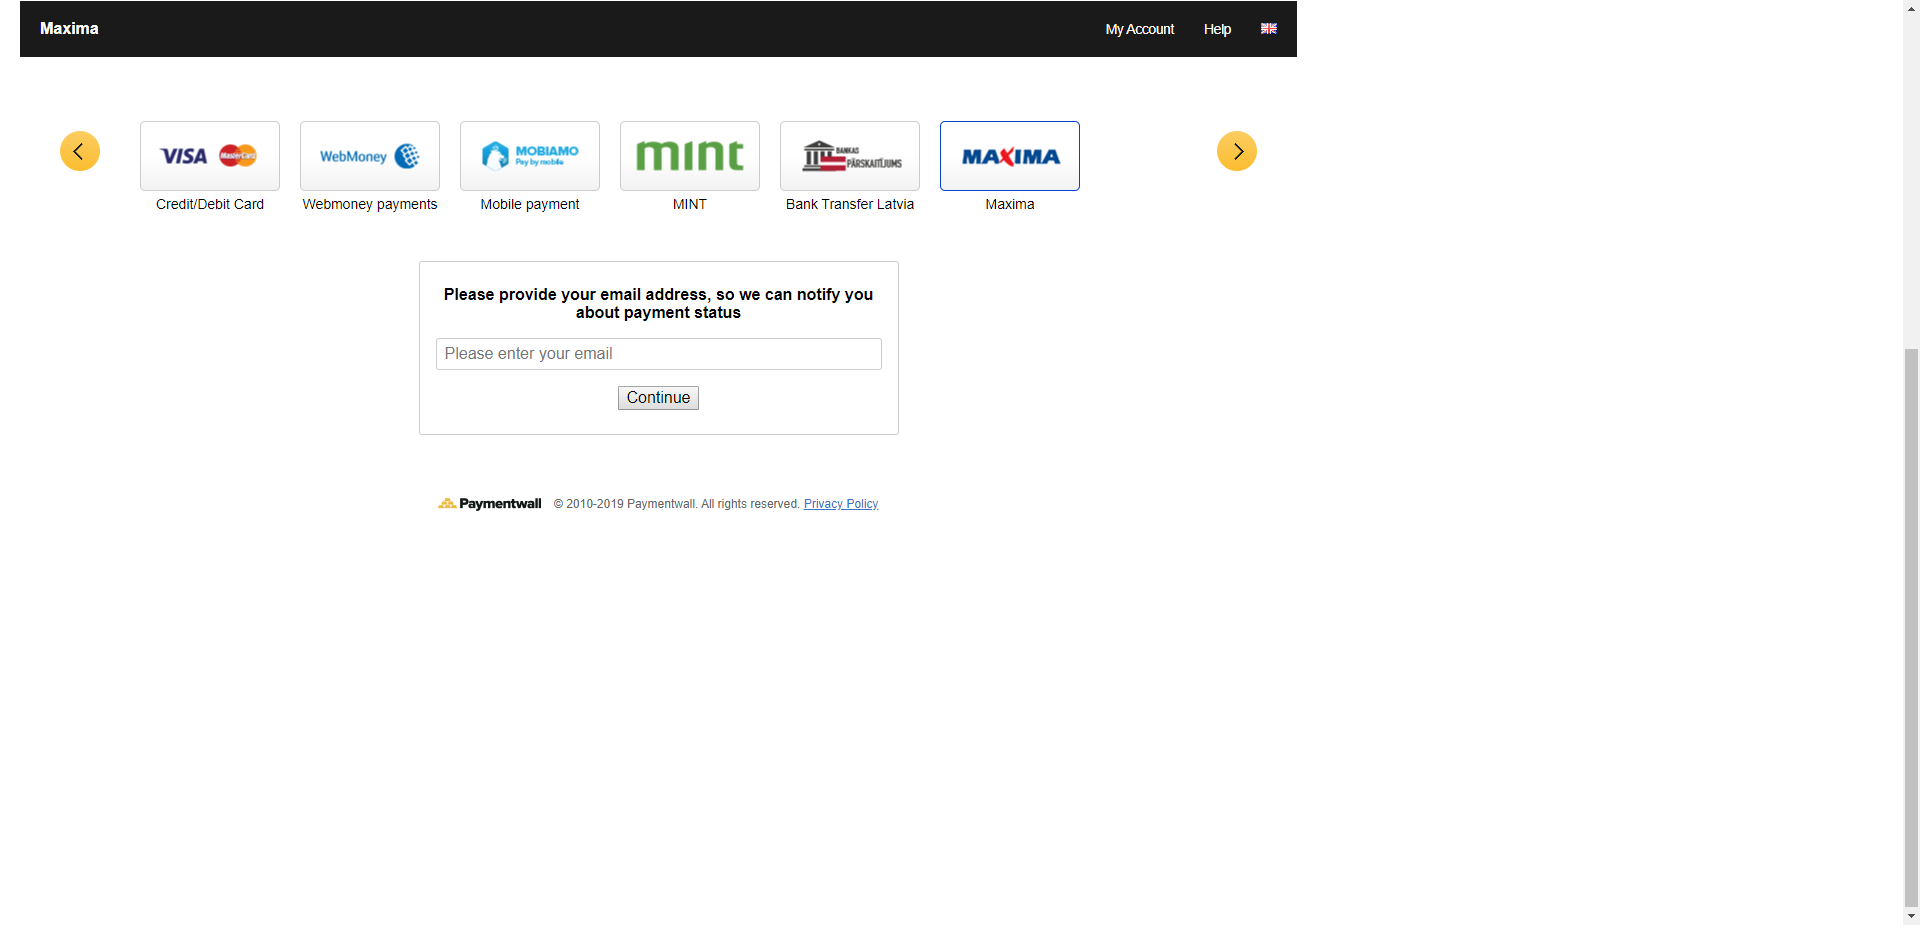 Maxima
My Account Help
VISA MasterCard
WebMoney
MOBIAMO
Pay by mobile
mint
BANKAS
PĀRSKAITĪJUMS
MAXIMA
Credit/Debit Card
Webmoney payments
Mobile payment
MINT
Bank Transfer Latvia
Maxima
Please provide your email address, so we can notify you
about payment status
Please enter your email
Continue
Paymentwall © 2010-2019 Paymentwall. All rights reserved. Privacy Policy